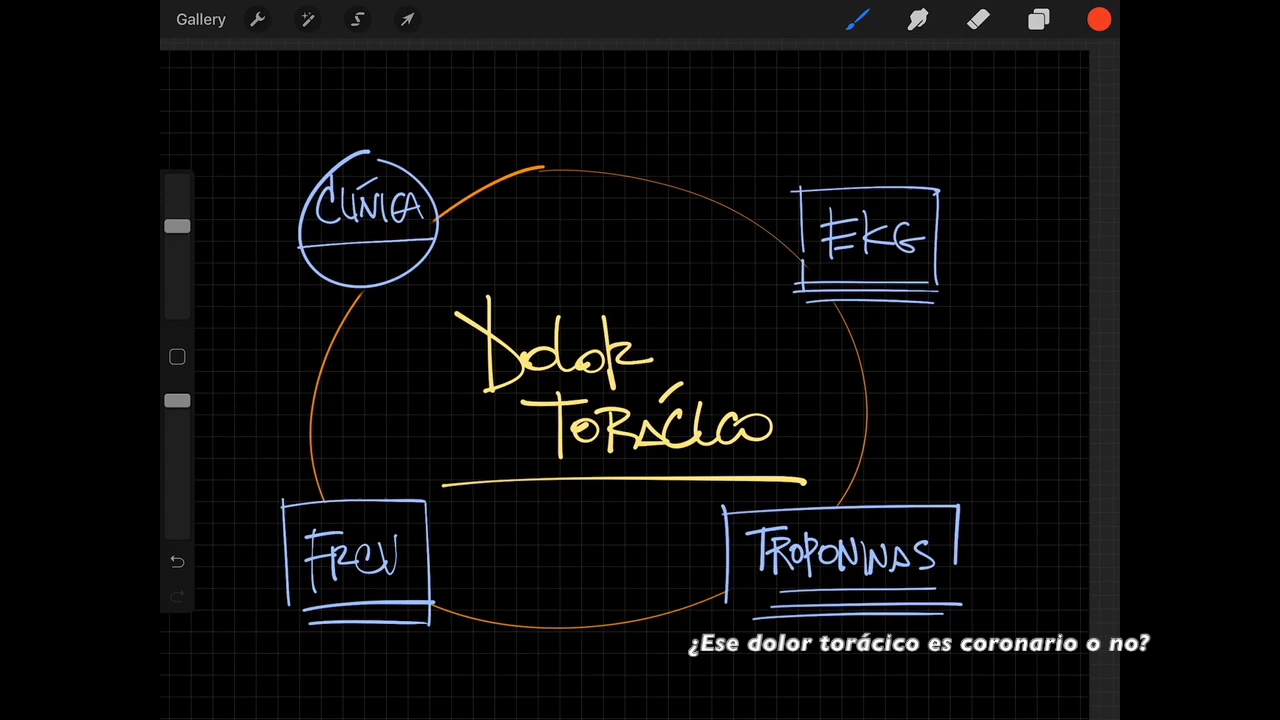 Gallery
CLÍNICA
EKG
Dolor
TORÁCICO
FRCV
TROPONINAS
¿Ese dolor torácico es coronario o no?